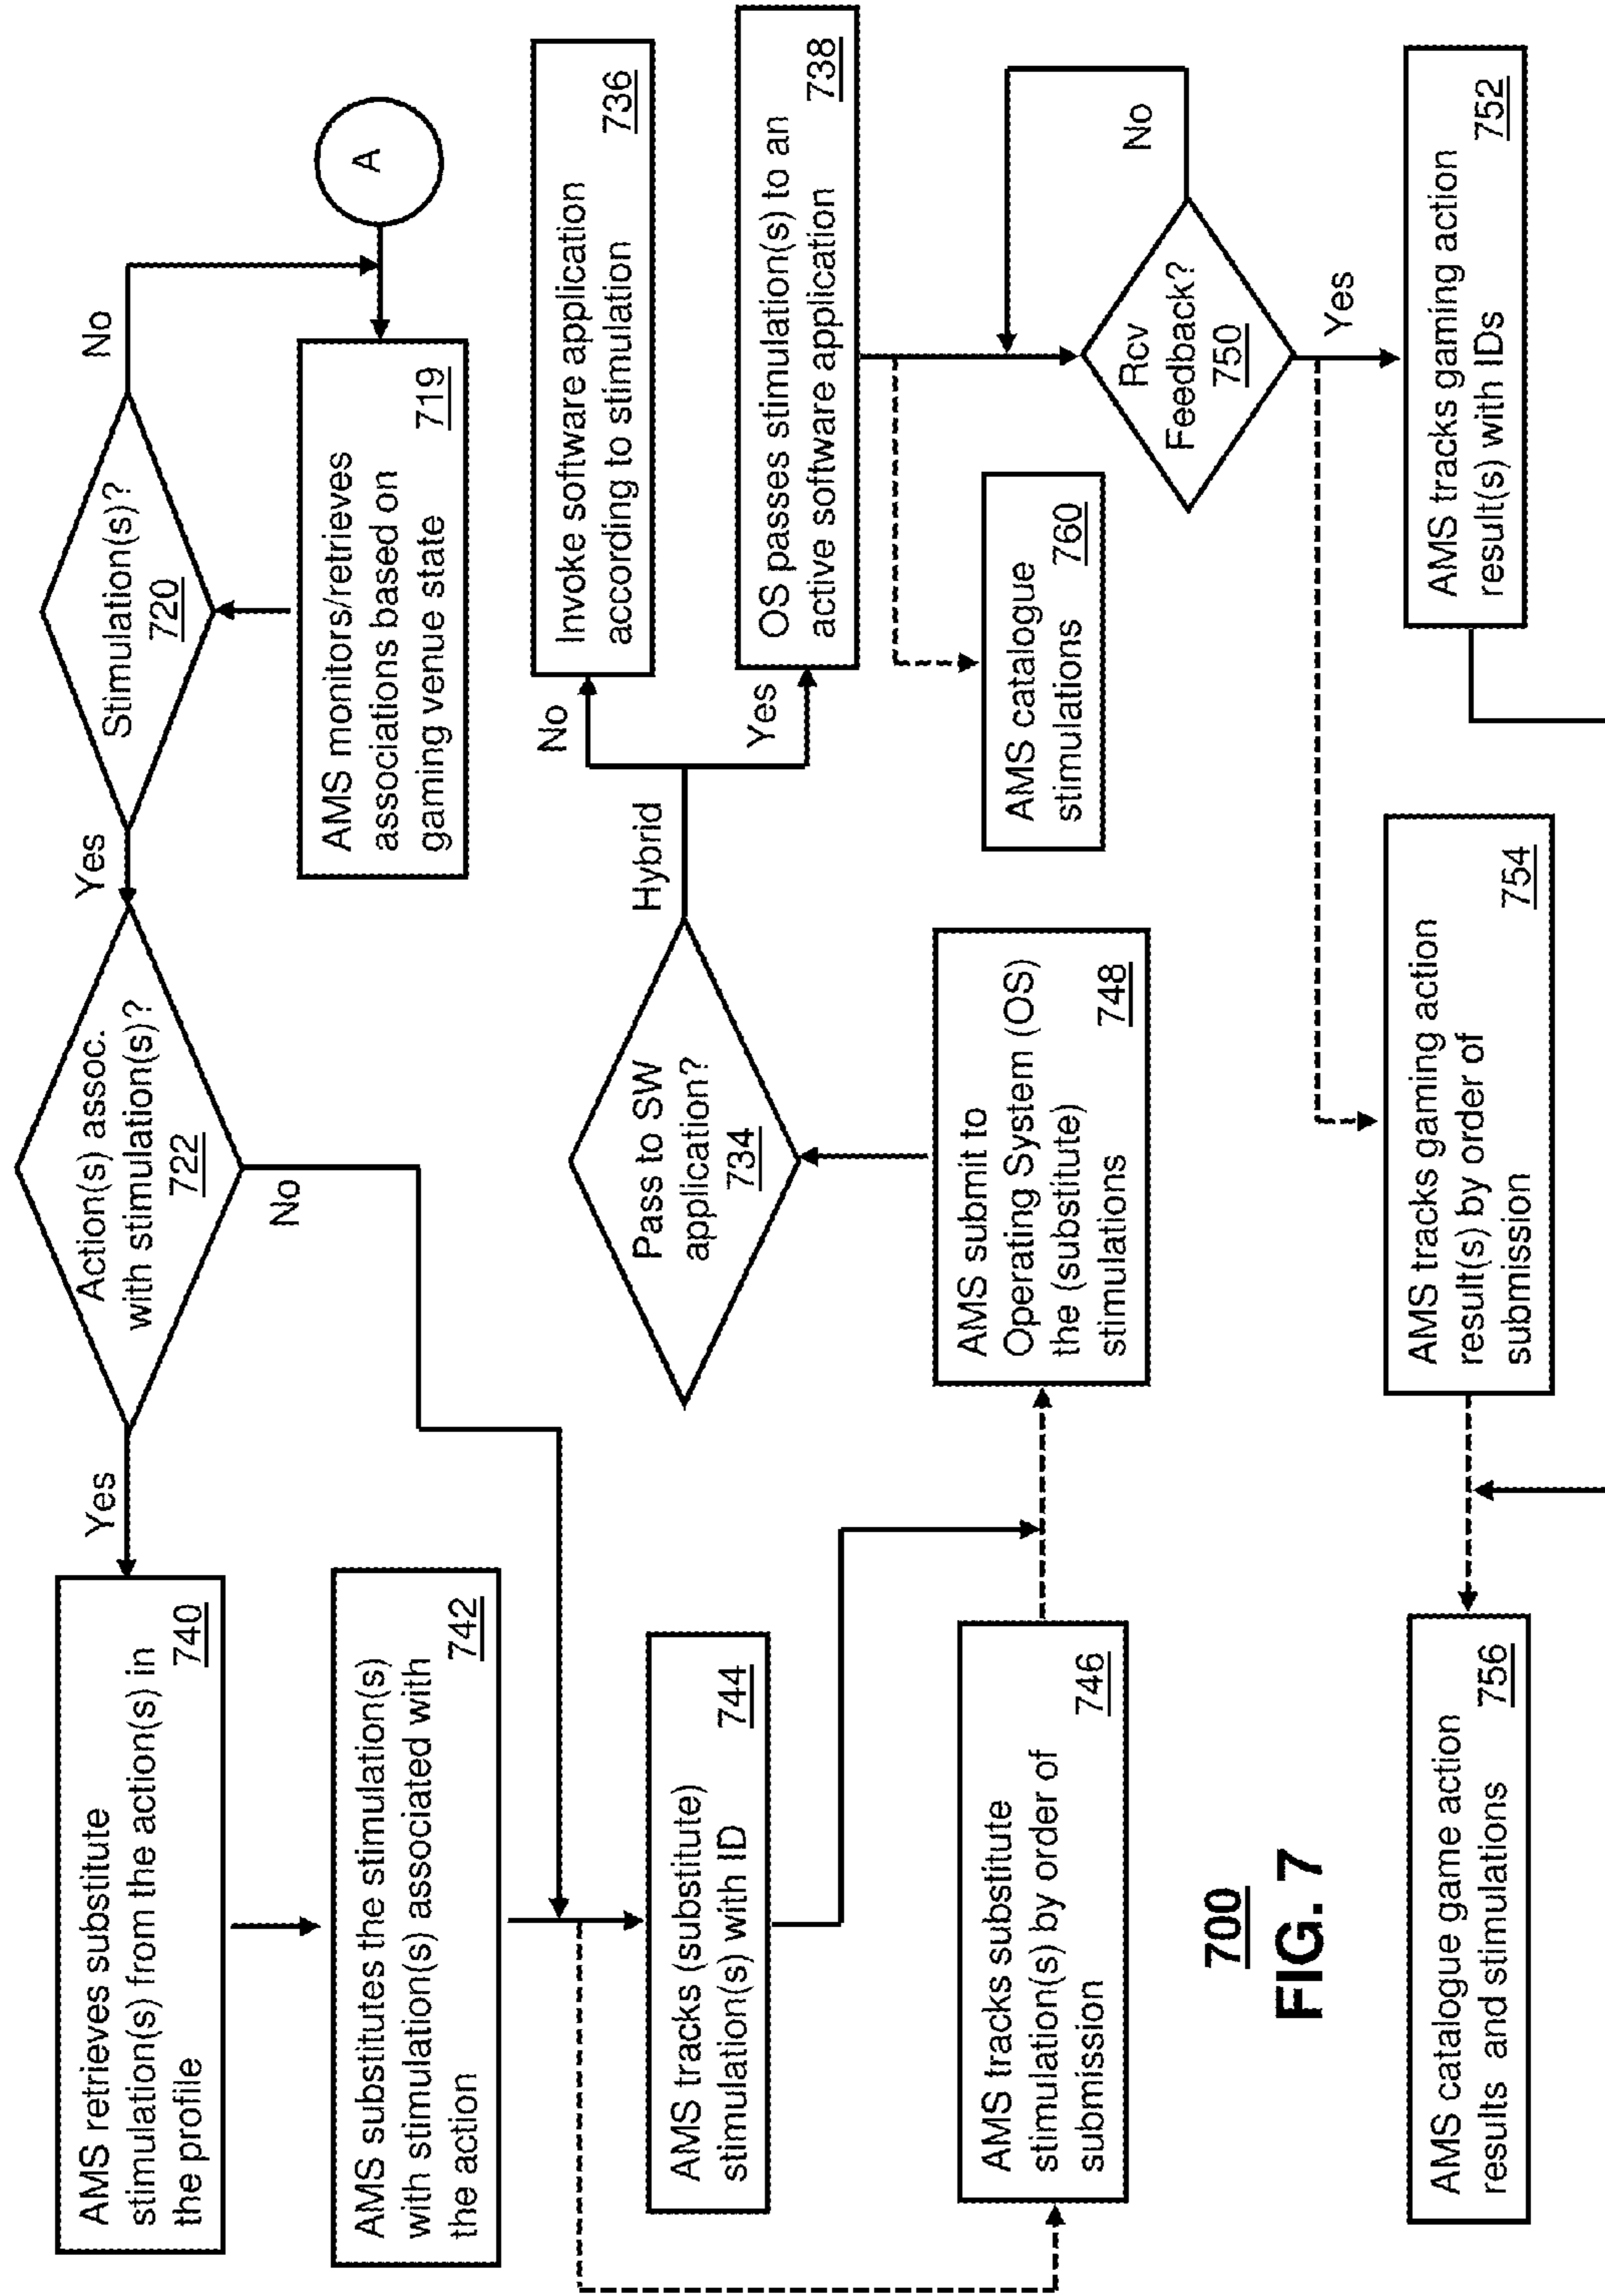 A
AMS monitors/retrieves
associations based on
gaming venue state
719
Stimulation(s)?
720
No
Yes
Action(s) assoc.
with stimulation(s)?
722
No
Yes
AMS retrieves substitute
stimulation(s) from the action(s) in
the profile
740
AMS substitutes the stimulation(s)
with stimulation(s) associated with
the action
742
AMS tracks (substitute)
stimulation(s) with ID
744
AMS tracks substitute
stimulation(s) by order of
submission
746
AMS submit to
Operating System (OS)
the (substitute)
stimulations
748
Pass to SW
application?
734
Hybrid
No
Yes
Invoke software application
according to stimulation
736
OS passes stimulation(s) to an
active software application
738
AMS catalogue
stimulations
760
Rcv
Feedback?
750
No
Yes
AMS tracks gaming action
result(s) with IDs
752
AMS tracks gaming action
result(s) by order of
submission
754
AMS catalogue game action
results and stimulations
756
700
FIG. 7